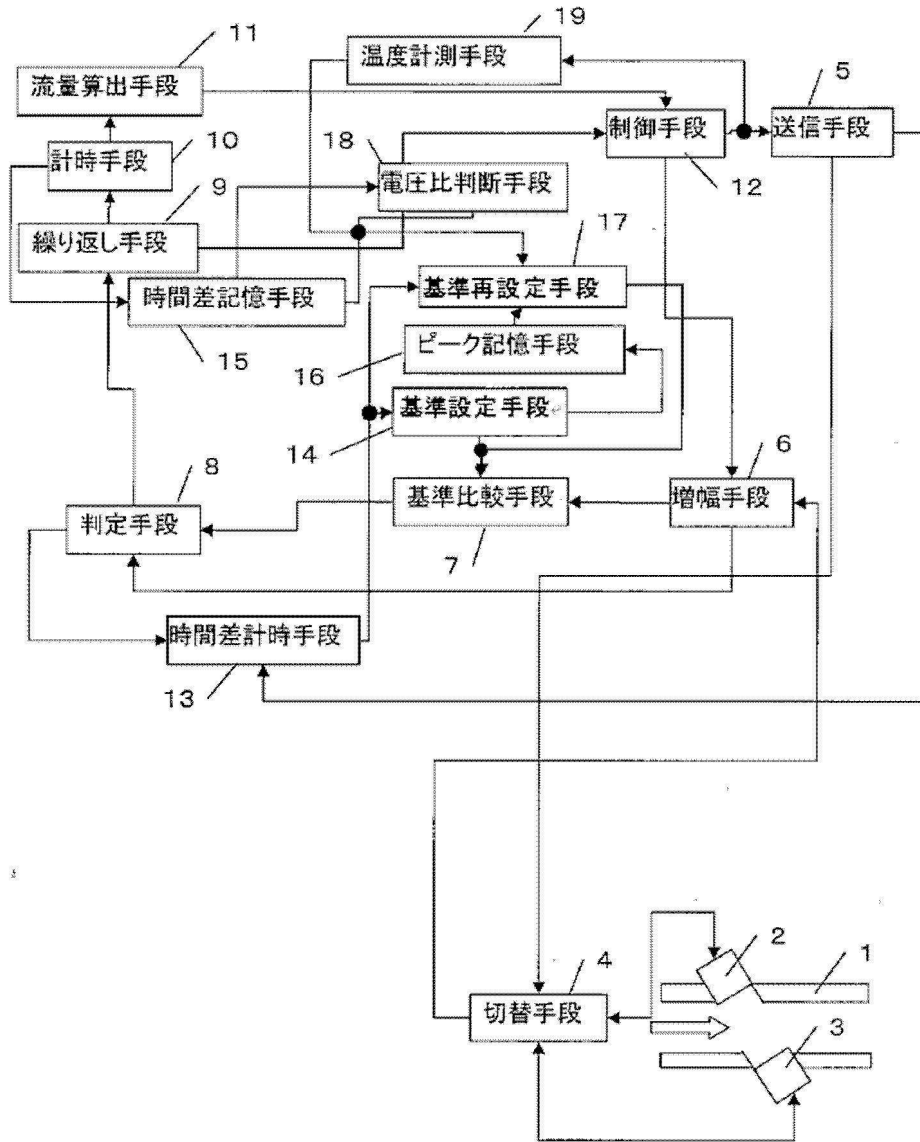 19
11
温度計測手段
流量算出手段
5
10
18
制御手段
送信手段
計時手段
9
電圧比判断手段
12
17
繰り返し手段
時間差記憶手段
基準再設定手段
15
ピーク記憶手段
16
基準設定手段
14
6
8
基準比較手段
増幅手段
判定手段
7
時間差計時手段
13
2
1
4
切替手段
3